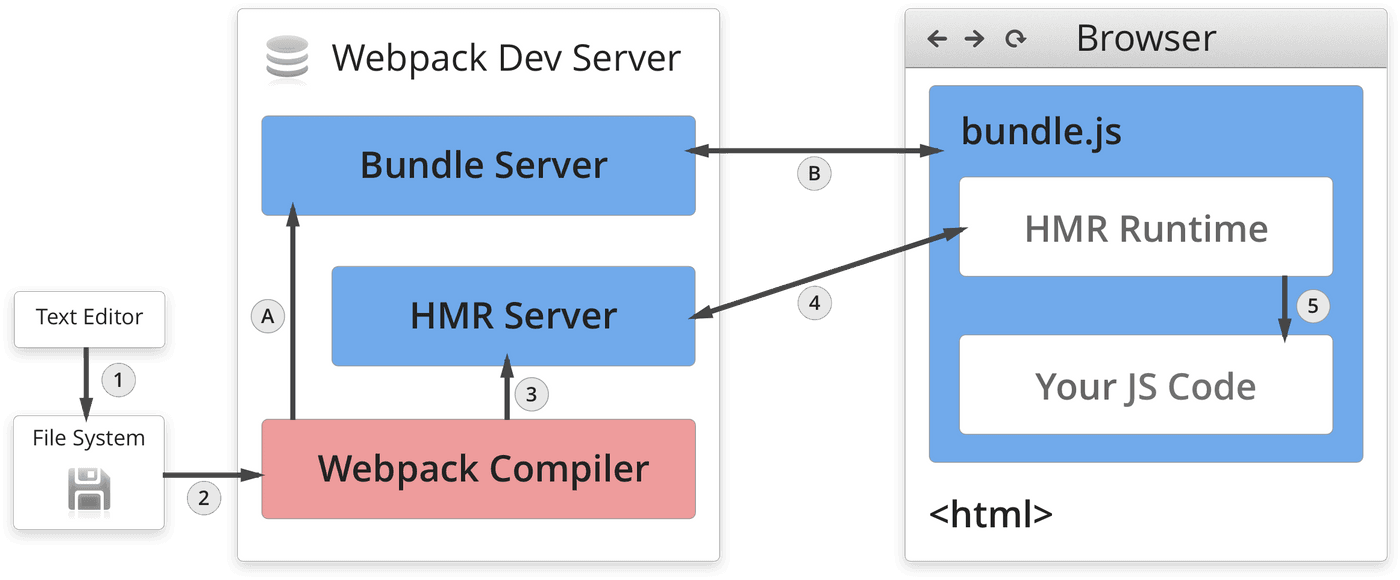 Webpack Dev Server
Bundle Server
A
HMR Server
3
Webpack Compiler
Text Editor
1
File System
2
B
4
Browser
bundle.js
HMR Runtime
5
Your JS Code
<html>